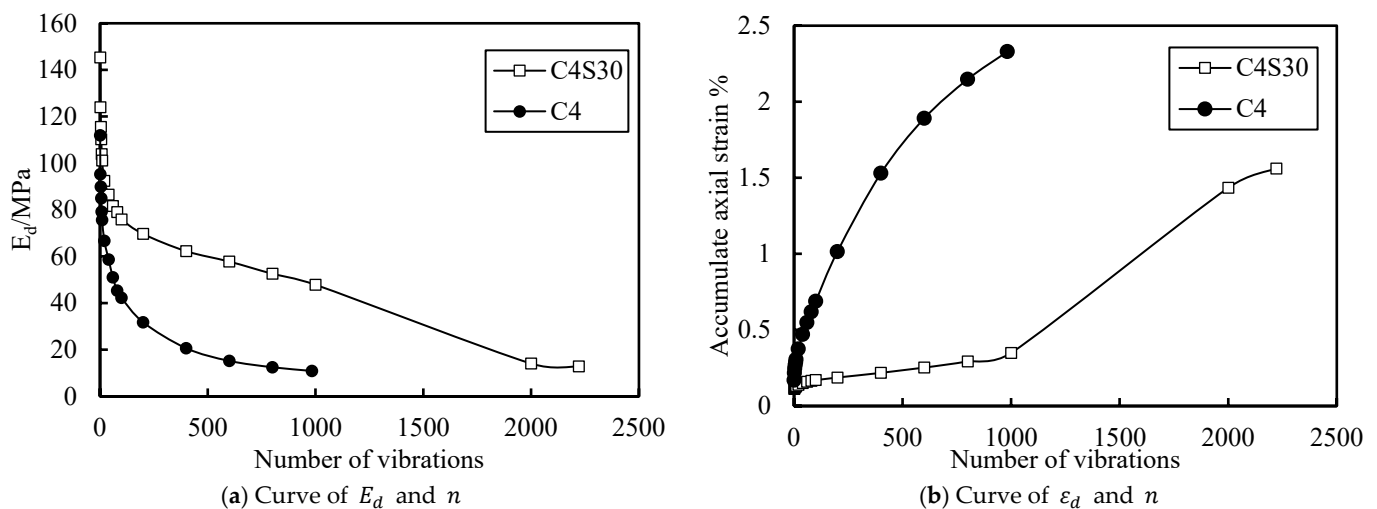 160
140
120
100
80
60
40
20
0
E_d/MPa
C4S30
C4
0 500 1000 1500 2000 2500
Number of vibrations
(a) Curve of E_d and n
2.5
2
1.5
1
0.5
0
Accumulate axial strain %
C4S30
C4
0 500 1000 1500 2000 2500
Number of vibrations
(b) Curve of ε_d and n